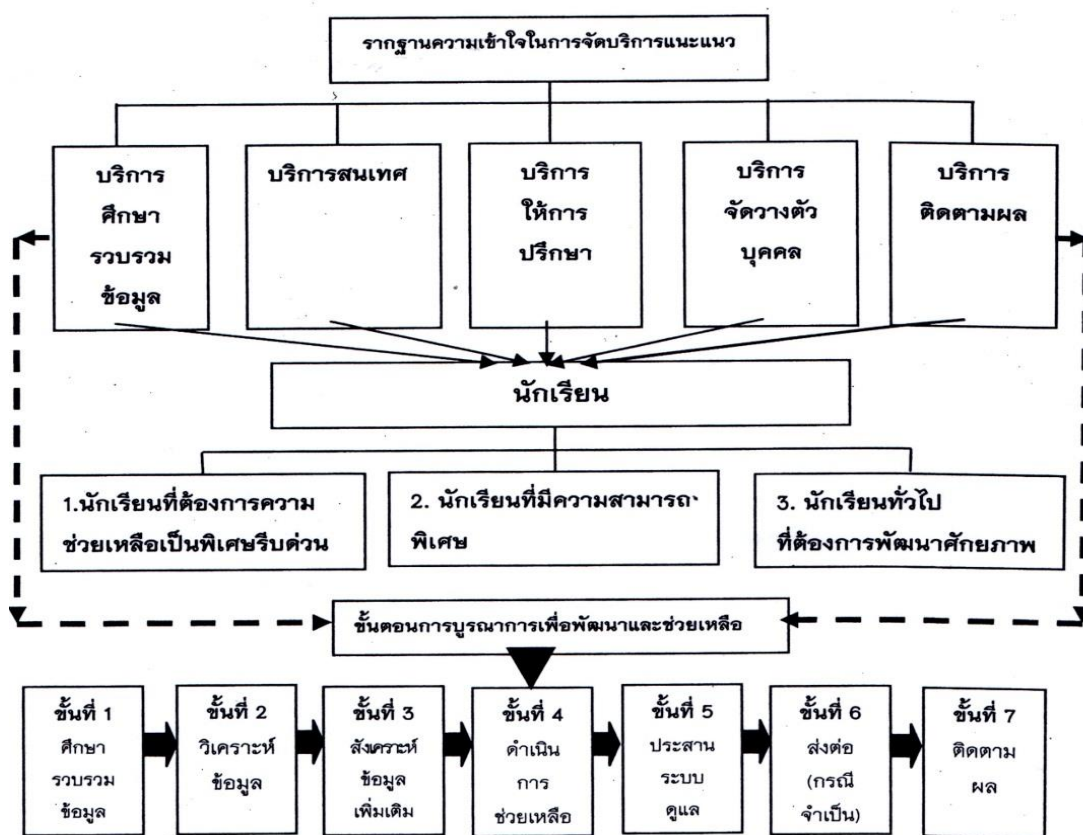 รากฐานความเข้าใจในการจัดบริการแนะแนว
บริการ
ศึกษา
รวบรวม
ข้อมูล
บริการสนเทศ
บริการ
ให้การ
ปรึกษา
บริการ
จัดวางตัว
บุคคล
บริการ
ติดตามผล
นักเรียน
1.นักเรียนที่ต้องการความ
ช่วยเหลือเป็นพิเศษรีบด่วน
2. นักเรียนที่มีความสามารถ
พิเศษ
3. นักเรียนทั่วไป
ที่ต้องการพัฒนาศักยภาพ
ขั้นตอนการบูรณาการเพื่อพัฒนาและช่วยเหลือ
ขั้นที่ 1
ศึกษา
รวบรวม
ข้อมูล
ขั้นที่ 2
วิเคราะห์
ข้อมูล
ขั้นที่ 3
สังเคราะห์
ข้อมูล
เพิ่มเติม
ขั้นที่ 4
ดำเนิน
การ
ช่วยเหลือ
ขั้นที่ 5
ประสาน
ระบบ
ดูแล
ขั้นที่ 6
ส่งต่อ
(กรณี
จำเป็น)
ขั้นที่ 7
ติดตาม
ผล